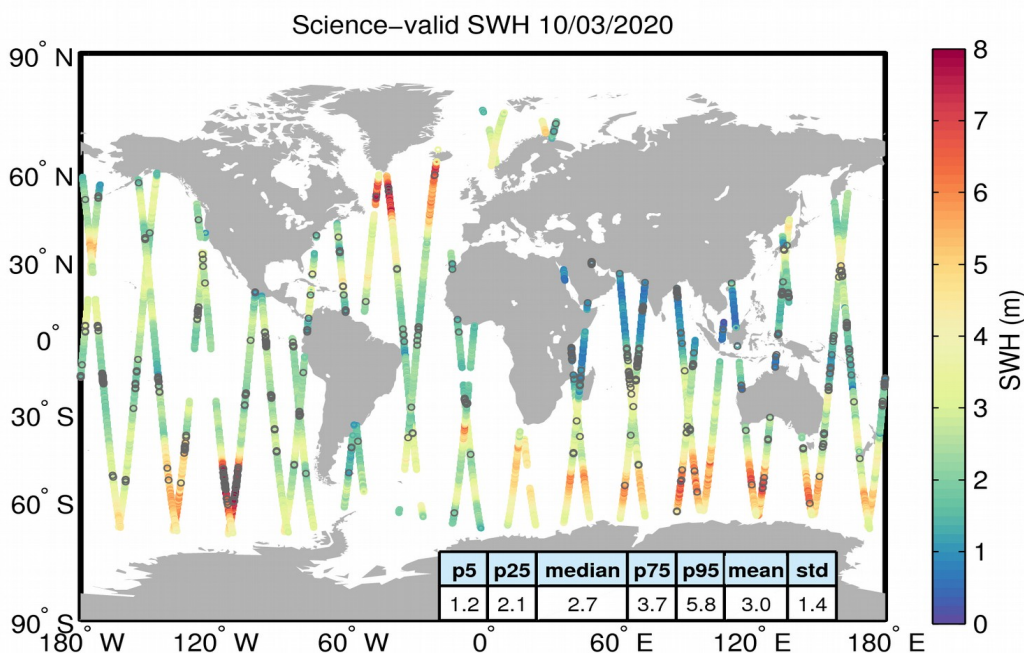 Science−valid SWH 10/03/2020
90° N
60° N
30° N
0°
30° S
60° S
90° S
180° W
120° W
60° W
0°
60° E
120° E
180° E
p5 p25 median p75 p95 mean std
1.2 2.1 2.7 3.7 5.8 3.0 1.4
8
7
6
5
4
3
2
1
0
SWH (m)